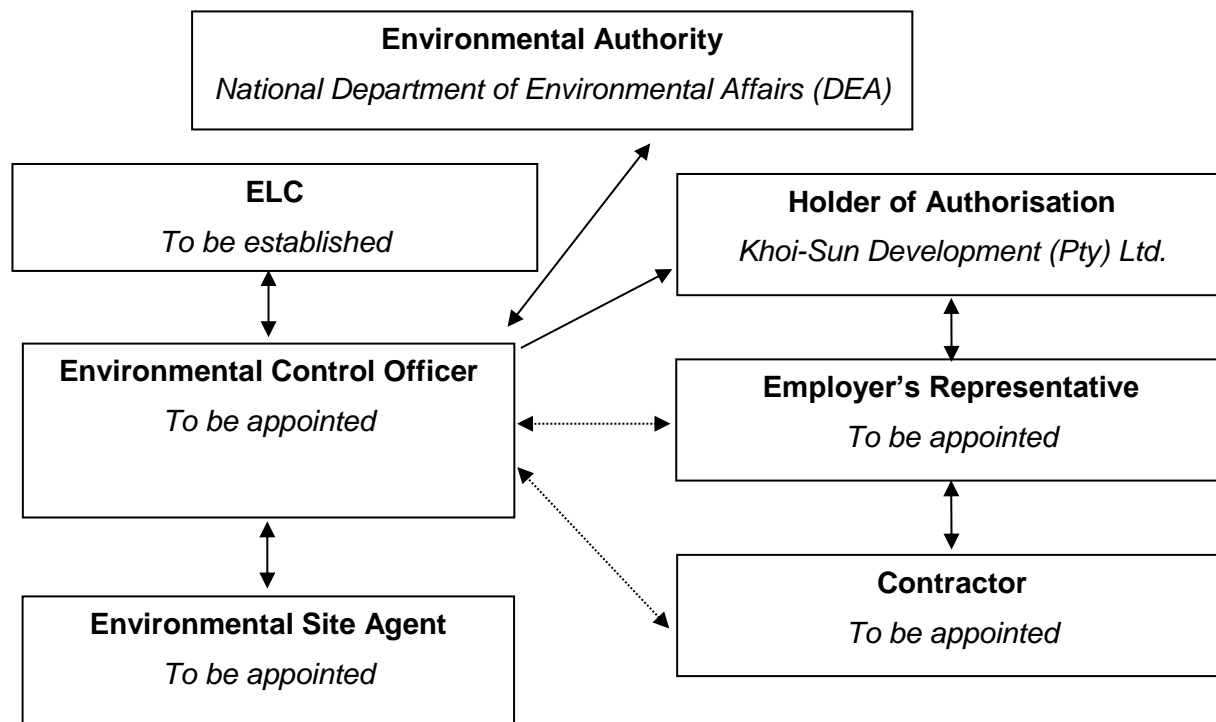 Environmental Authority
National Department of Environmental Affairs (DEA)
ELC
To be established
Holder of Authorisation
Khoi-Sun Development (Pty) Ltd.
Environmental Control Officer
To be appointed
Employer’s Representative
To be appointed
Environmental Site Agent
To be appointed
Contractor
To be appointed